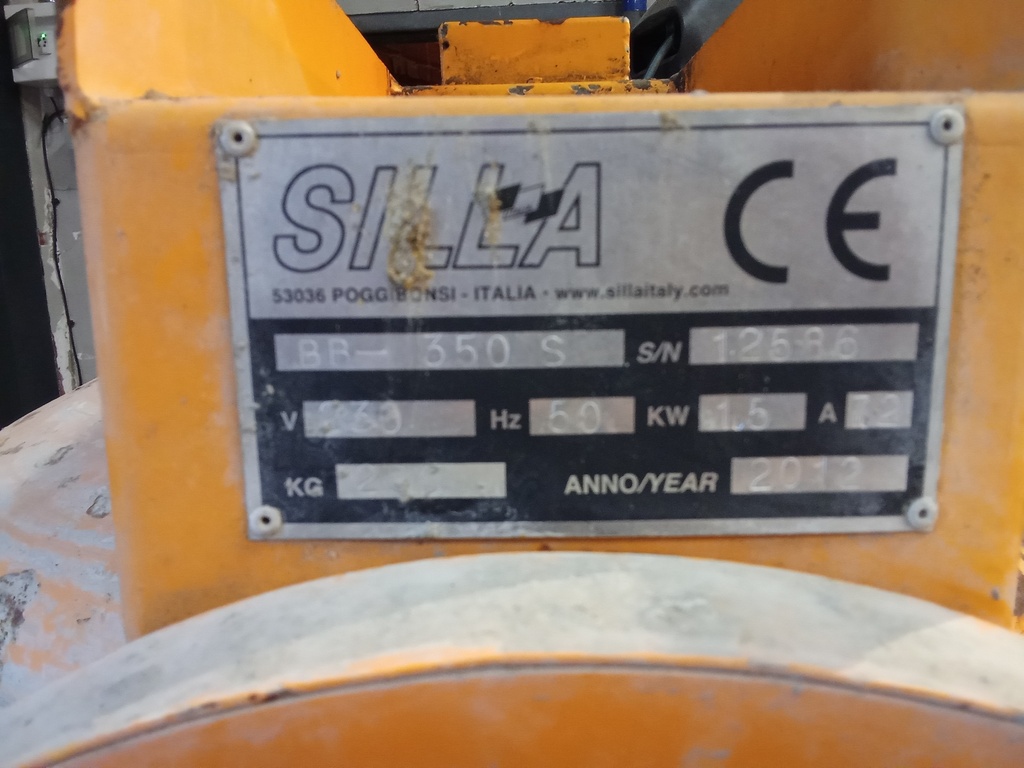 SILLA CE
53036 POGGIBONSI - ITALIA - www.sillaitaly.com
BB- 350 S S/N 12586
V Hz 50 KW 1.5 A 12
KG ANNO/YEAR 2012